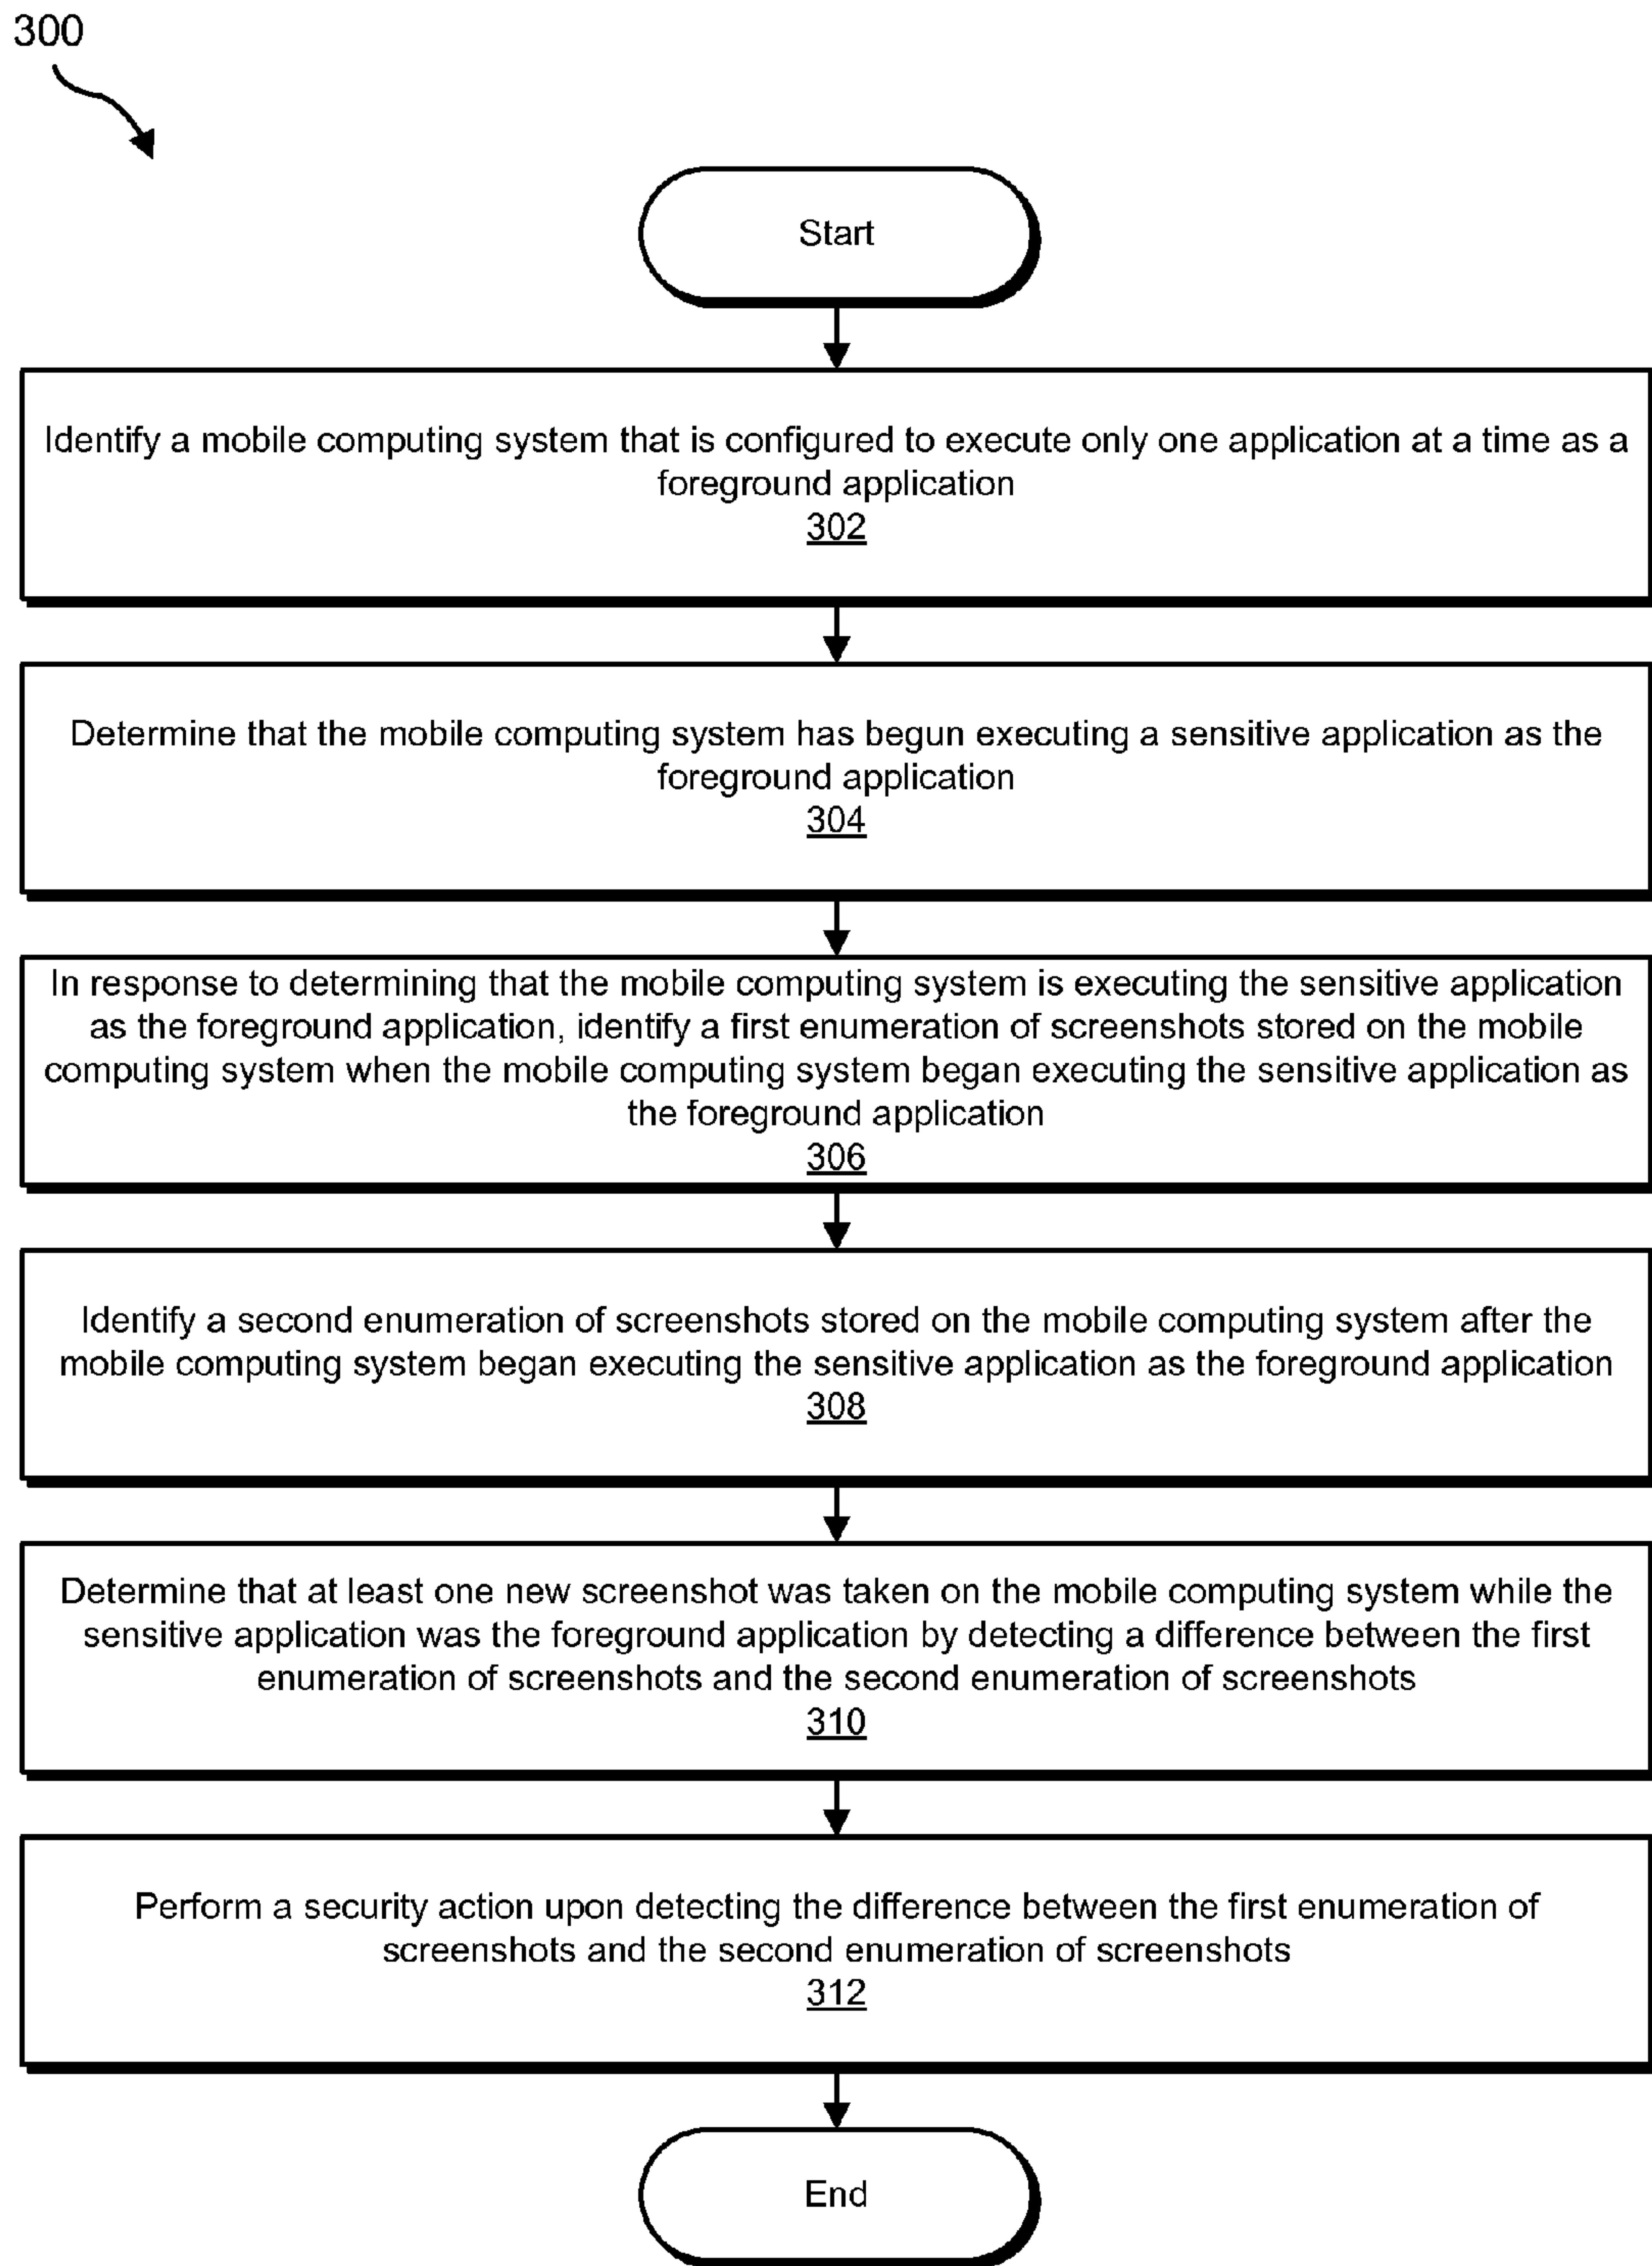 300
Start
Identify a mobile computing system that is configured to execute only one application at a time as a
foreground application
302
Determine that the mobile computing system has begun executing a sensitive application as the
foreground application
304
In response to determining that the mobile computing system is executing the sensitive application
as the foreground application, identify a first enumeration of screenshots stored on the mobile
computing system when the mobile computing system began executing the sensitive application as
the foreground application
306
Identify a second enumeration of screenshots stored on the mobile computing system after the
mobile computing system began executing the sensitive application as the foreground application
308
Determine that at least one new screenshot was taken on the mobile computing system while the
sensitive application was the foreground application by detecting a difference between the first
enumeration of screenshots and the second enumeration of screenshots
310
Perform a security action upon detecting the difference between the first enumeration of
screenshots and the second enumeration of screenshots
312
End